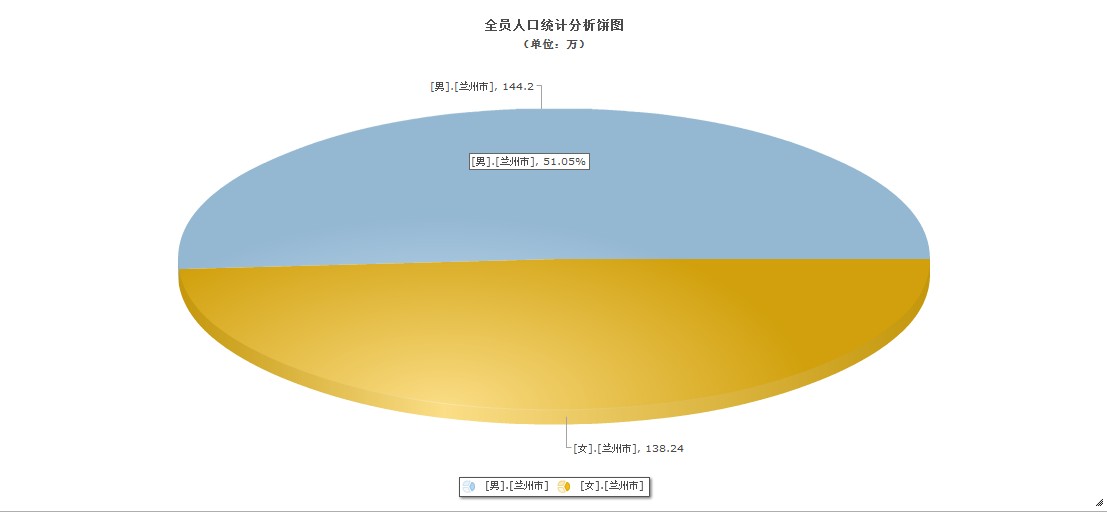 全员人口统计分析饼图
（单位：万）
[男].[兰州市], 144.2
[男].[兰州市], 51.05%
[女].[兰州市], 138.24
[男].[兰州市] [女].[兰州市]